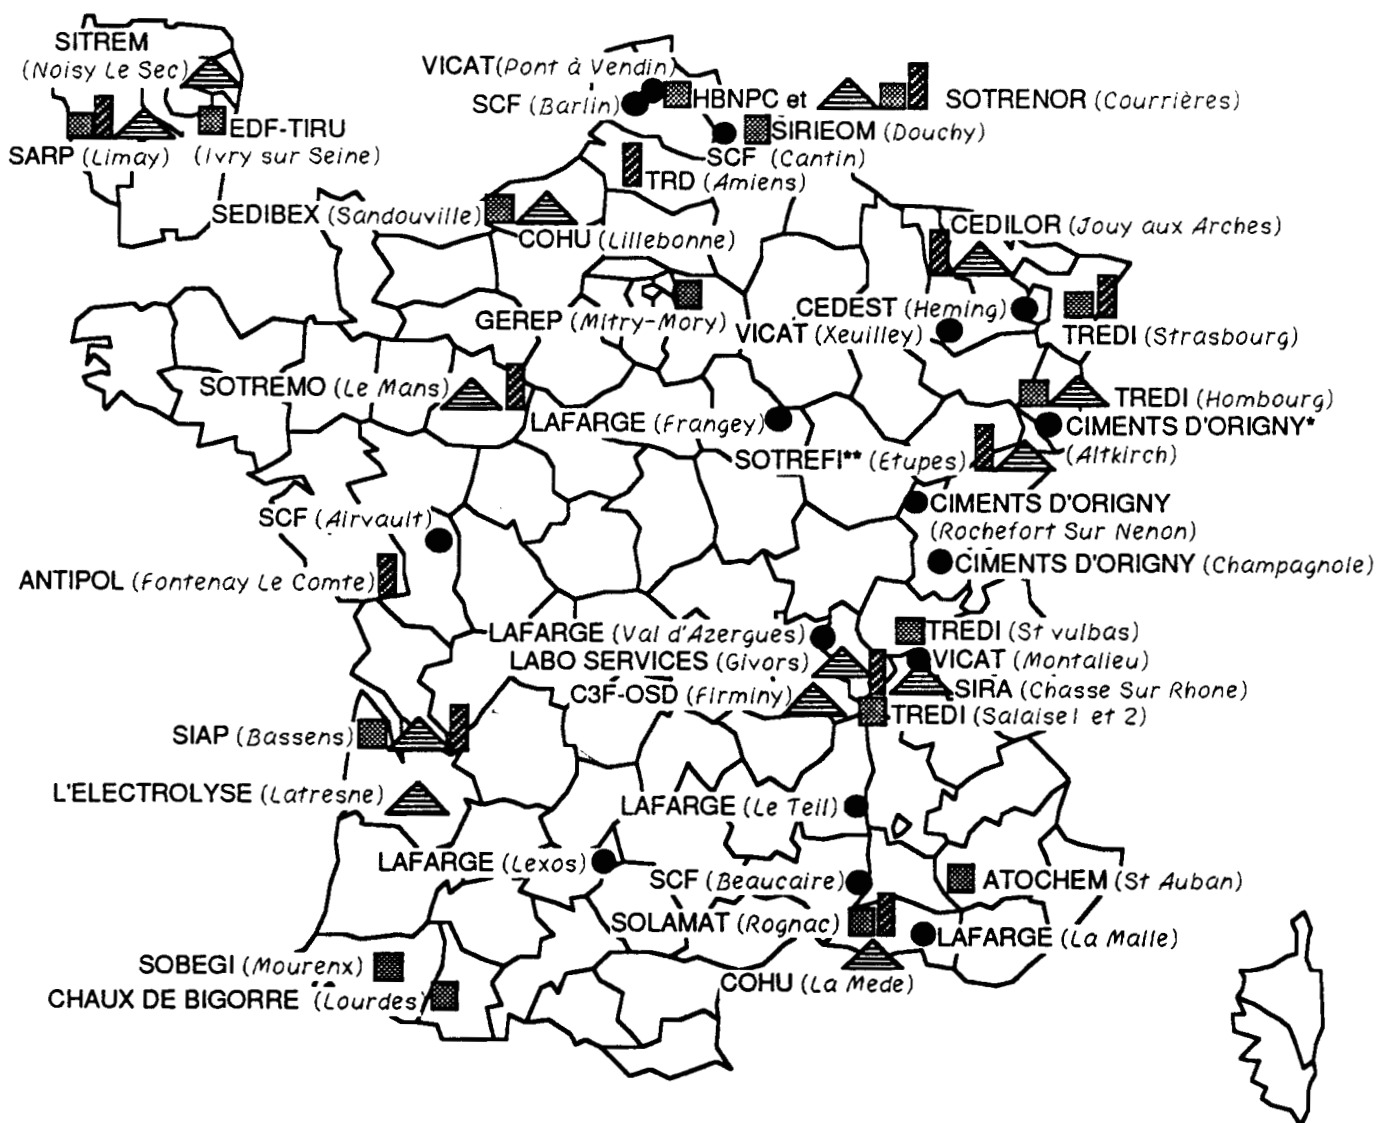 SITREM
(Noisy Le Sec)
EDF-TIRU
SARP (Limay)
(Ivry sur Seine)
VICAT(Pont à Vendin)
SCF (Barlin)
HBNPC et
SOTRENOR (Courrières)
SIRIEOM (Douchy)
SCF (Cantin)
TRD (Amiens)
SEDIBEX (Sandouville)
COHU (Lillebonne)
CEDILOR (Jouy aux Arches)
GEREP (Mitry-Mory)
CEDEST (Heming)
VICAT (Xeuilley)
TREDI (Strasbourg)
SOTREMO (Le Mans)
TREDI (Hombourg)
LAFARGE (Frangey)
CIMENTS D'ORIGNY*
(Altkirch)
SOTREFI** (Etupes)
CIMENTS D'ORIGNY
(Rochefort Sur Nenon)
SCF (Airvault)
CIMENTS D'ORIGNY (Champagnole)
ANTIPOL (Fontenay Le Comte)
LAFARGE (Val d'Azergues)
TREDI (St vulbas)
LABO SERVICES (Givors)
VICAT (Montalieu)
C3F-OSD (Firminy)
SIRA (Chasse Sur Rhone)
TREDI (Salaise1 et 2)
SIAP (Bassens)
L'ELECTROLYSE (Latresne)
LAFARGE (Le Teil)
LAFARGE (Lexos)
SCF (Beaucaire)
ATOCHEM (St Auban)
SOLAMAT (Rognac)
LAFARGE (La Malle)
SOBEGI (Mourenx)
COHU (La Mede)
CHAUX DE BIGORRE (Lourdes)